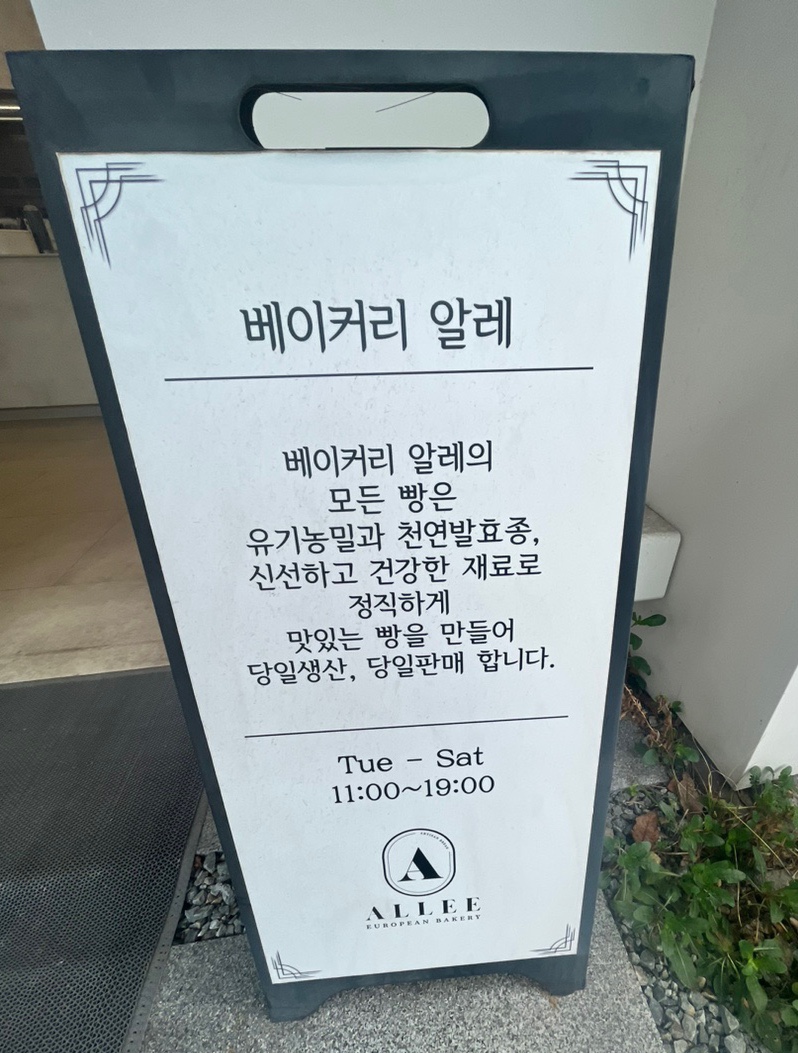 베이커리 알레
베이커리 알레의
모든 빵은
유기농밀과 천연발효종,
신선하고 건강한 재료로
정직하게
맛있는 빵을 만들어
당일생산, 당일판매 합니다.
Tue - Sat
11:00~19:00
A
ALLEE
EUROPEAN BAKERY